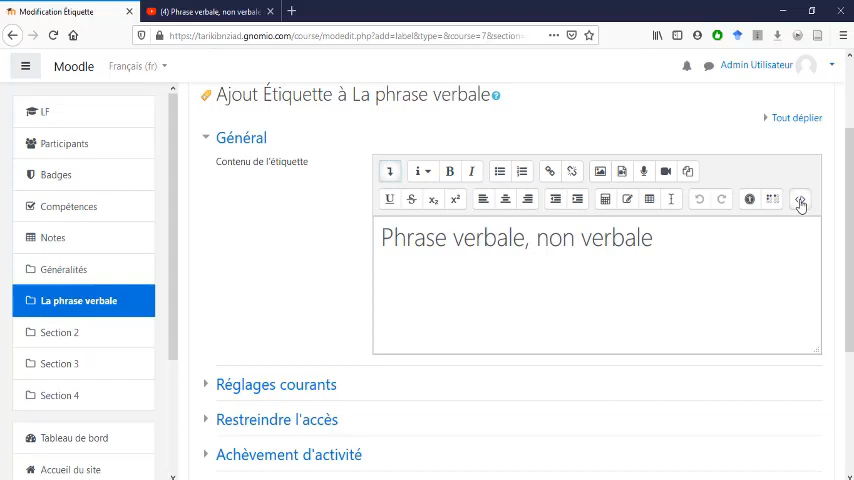 Modification Étiquette
(4) Phrase verbale, non verbale
https://tarikibnziad.gnomio.com/course/modedit.php?add=label&type=&course=7&section=
Moodle
Français (fr)
Admin Utilisateur
LF
Participants
Badges
Compétences
Notes
Généralités
La phrase verbale
Section 2
Section 3
Section 4
Tableau de bord
Accueil du site
Ajout Étiquette à La phrase verbale
Tout déplier
Général
Contenu de l'étiquette
Phrase verbale, non verbale
Réglages courants
Restreindre l'accès
Achèvement d'activité